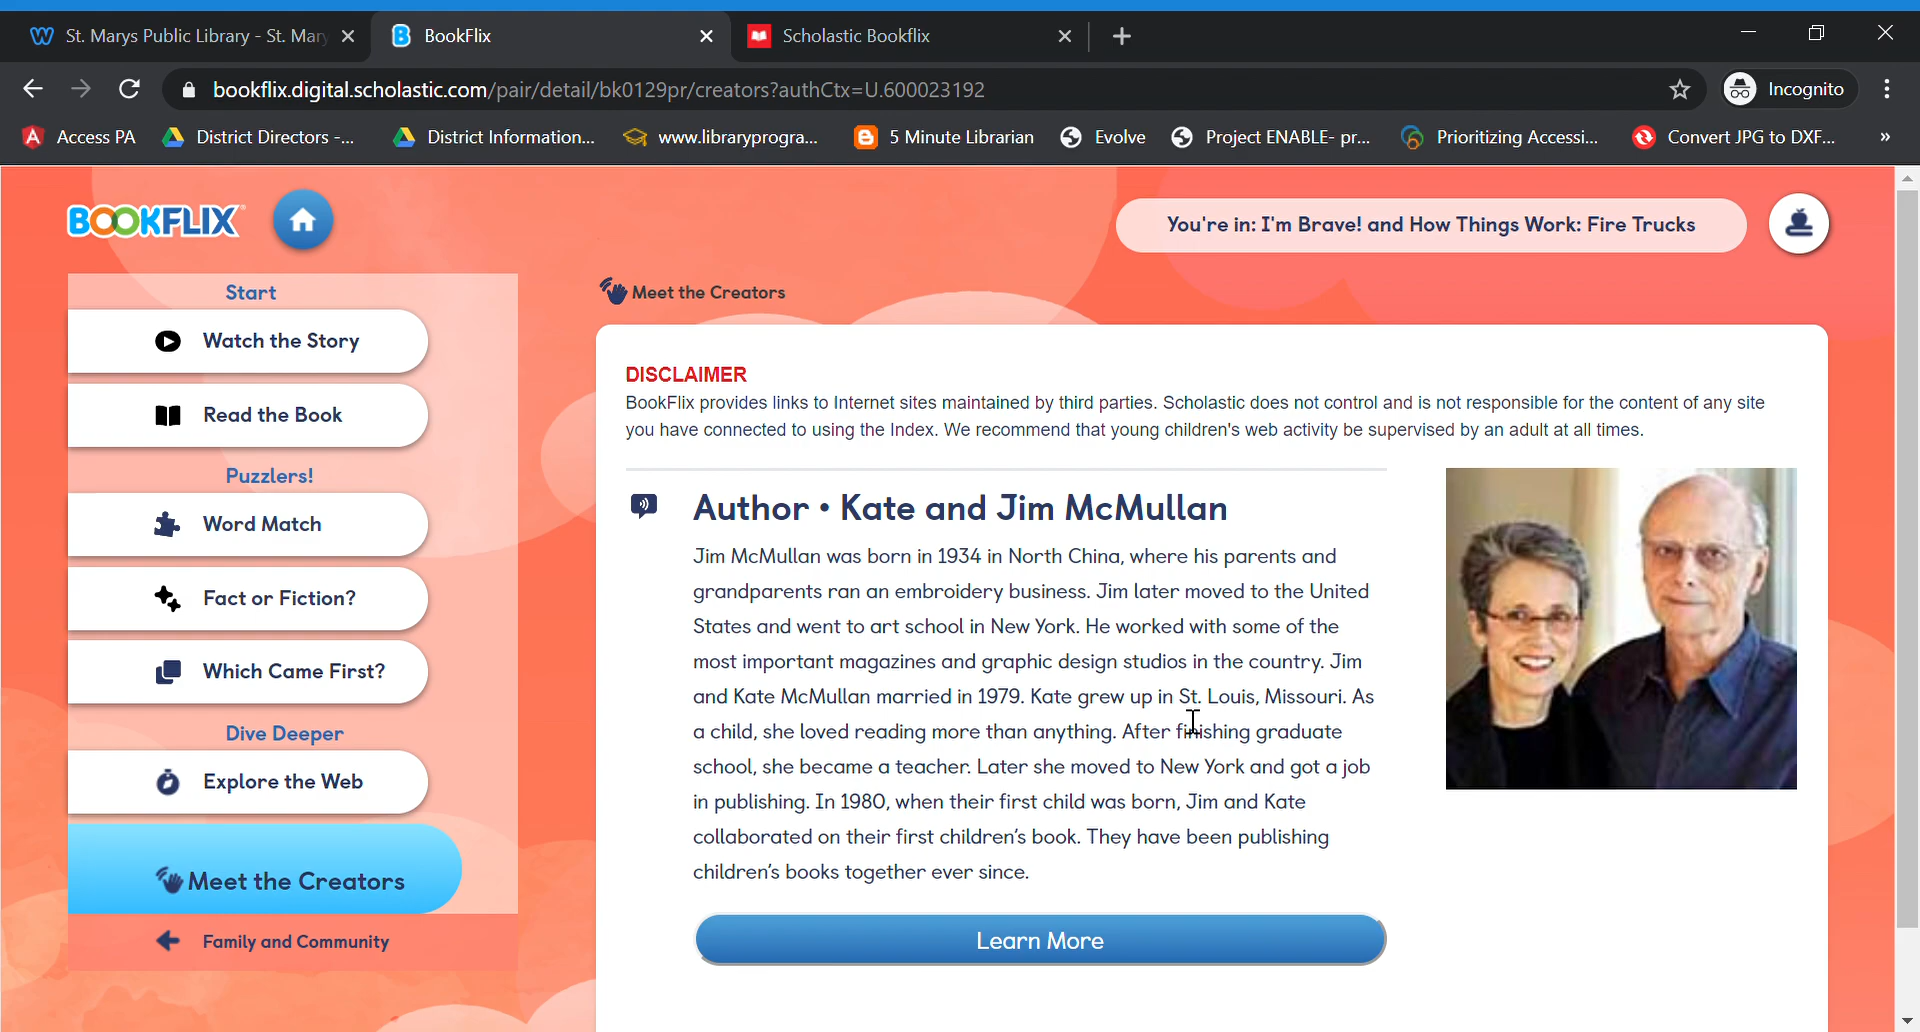 St. Marys Public Library - St. Mary
BookFlix
Scholastic Bookflix
bookflix.digital.scholastic.com/pair/detail/bk0129pr/creators?authCtx=U.600023192
Incognito
Access PA
District Directors -...
District Information...
www.libraryprogra...
5 Minute Librarian
Evolve
Project ENABLE- pr...
Prioritizing Accessi...
Convert JPG to DXF...
»
BOOKFLIX
You're in: I'm Brave! and How Things Work: Fire Trucks
Start
Watch the Story
Read the Book
Puzzlers!
Word Match
Fact or Fiction?
Which Came First?
Dive Deeper
Explore the Web
Meet the Creators
Family and Community
Meet the Creators
DISCLAIMER
BookFlix provides links to Internet sites maintained by third parties. Scholastic does not control and is not responsible for the content of any site
you have connected to using the Index. We recommend that young children's web activity be supervised by an adult at all times.
Author • Kate and Jim McMullan
Jim McMullan was born in 1934 in North China, where his parents and
grandparents ran an embroidery business. Jim later moved to the United
States and went to art school in New York. He worked with some of the
most important magazines and graphic design studios in the country. Jim
and Kate McMullan married in 1979. Kate grew up in St. Louis, Missouri. As
a child, she loved reading more than anything. After finishing graduate
school, she became a teacher. Later she moved to New York and got a job
in publishing. In 1980, when their first child was born, Jim and Kate
collaborated on their first children's book. They have been publishing
children's books together ever since.
Learn More